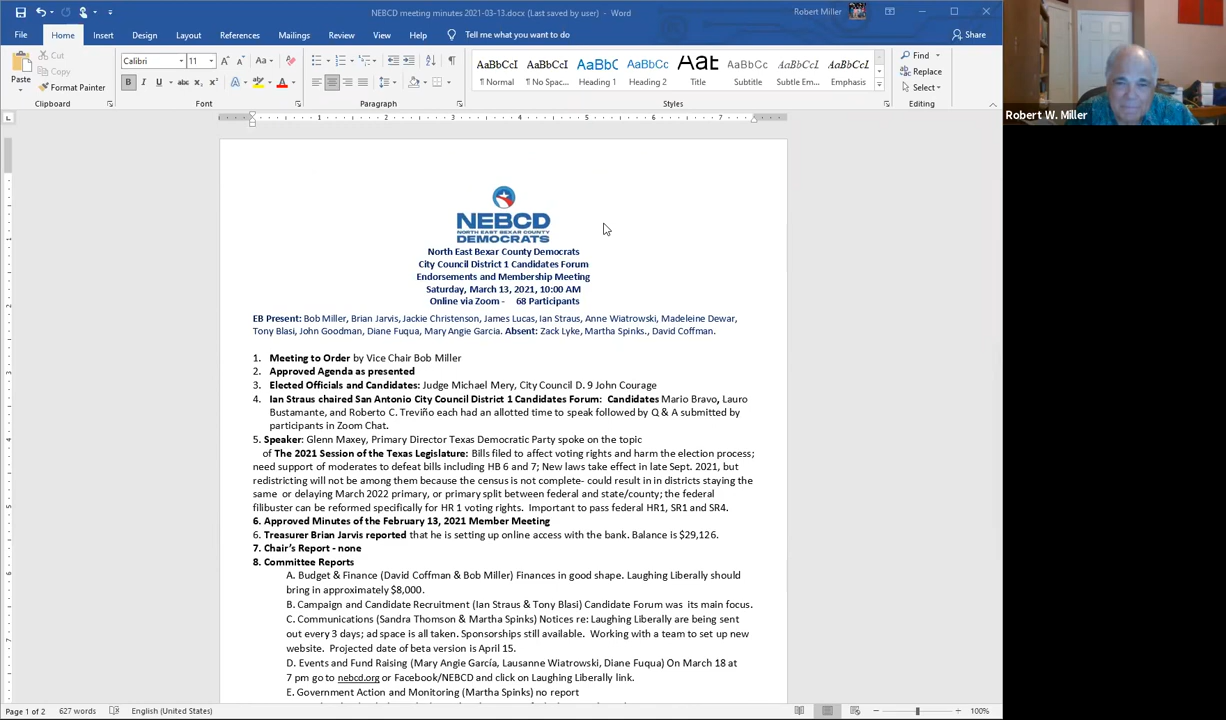 NEBCD meeting minutes 2021-03-13.docx (Last saved by user) - Word
Robert Miller
File Home Insert Design Layout References Mailings Review View Help Tell me what you want to do Share
Paste
Cut
Copy
Format Painter
Clipboard
Calibri 11
B I U abc x₂ x²
Font
Paragraph
AaBbCcI AaBbCcI AaBbC AaBbCc AaBt AaBbCc AaBbCcI AaBbCcI
¶ Normal ¶ No Spac... Heading 1 Heading 2 Title Subtitle Subtle Em... Emphasis
Styles
Find
Replace
Select
Editing
Robert W. Miller
1 2 3 4 5 6 7
NEBCD
NORTH EAST BEXAR COUNTY
DEMOCRATS
North East Bexar County Democrats
City Council District 1 Candidates Forum
Endorsements and Membership Meeting
Saturday, March 13, 2021, 10:00 AM
Online via Zoom - 68 Participants
EB Present: Bob Miller, Brian Jarvis, Jackie Christenson, James Lucas, Ian Straus, Anne Wiatrowski, Madeleine Dewar,
Tony Blasi, John Goodman, Diane Fuqua, Mary Angie Garcia. Absent: Zack Lyke, Martha Spinks., David Coffman.
1. Meeting to Order by Vice Chair Bob Miller
2. Approved Agenda as presented
3. Elected Officials and Candidates: Judge Michael Mery, City Council D. 9 John Courage
4. Ian Straus chaired San Antonio City Council District 1 Candidates Forum: Candidates Mario Bravo, Lauro
Bustamante, and Roberto C. Treviño each had an allotted time to speak followed by Q & A submitted by
participants in Zoom Chat.
5. Speaker: Glenn Maxey, Primary Director Texas Democratic Party spoke on the topic
of The 2021 Session of the Texas Legislature: Bills filed to affect voting rights and harm the election process;
need support of moderates to defeat bills including HB 6 and 7; New laws take effect in late Sept. 2021, but
redistricting will not be among them because the census is not complete- could result in in districts staying the
same or delaying March 2022 primary, or primary split between federal and state/county; the federal
filibuster can be reformed specifically for HR 1 voting rights. Important to pass federal HR1, SR1 and SR4.
6. Approved Minutes of the February 13, 2021 Member Meeting
6. Treasurer Brian Jarvis reported that he is setting up online access with the bank. Balance is $29,126.
7. Chair's Report - none
8. Committee Reports
A. Budget & Finance (David Coffman & Bob Miller) Finances in good shape. Laughing Liberally should
bring in approximately $8,000.
B. Campaign and Candidate Recruitment (Ian Straus & Tony Blasi) Candidate Forum was its main focus.
C. Communications (Sandra Thomson & Martha Spinks) Notices re: Laughing Liberally are being sent
out every 3 days; ad space is all taken. Sponsorships still available. Working with a team to set up new
website. Projected date of beta version is April 15.
D. Events and Fund Raising (Mary Angie García, Lausanne Wiatrowski, Diane Fuqua) On March 18 at
7 pm go to nebcd.org or Facebook/NEBCD and click on Laughing Liberally link.
E. Government Action and Monitoring (Martha Spinks) no report
Page 1 of 2 627 words English (United States) 100%